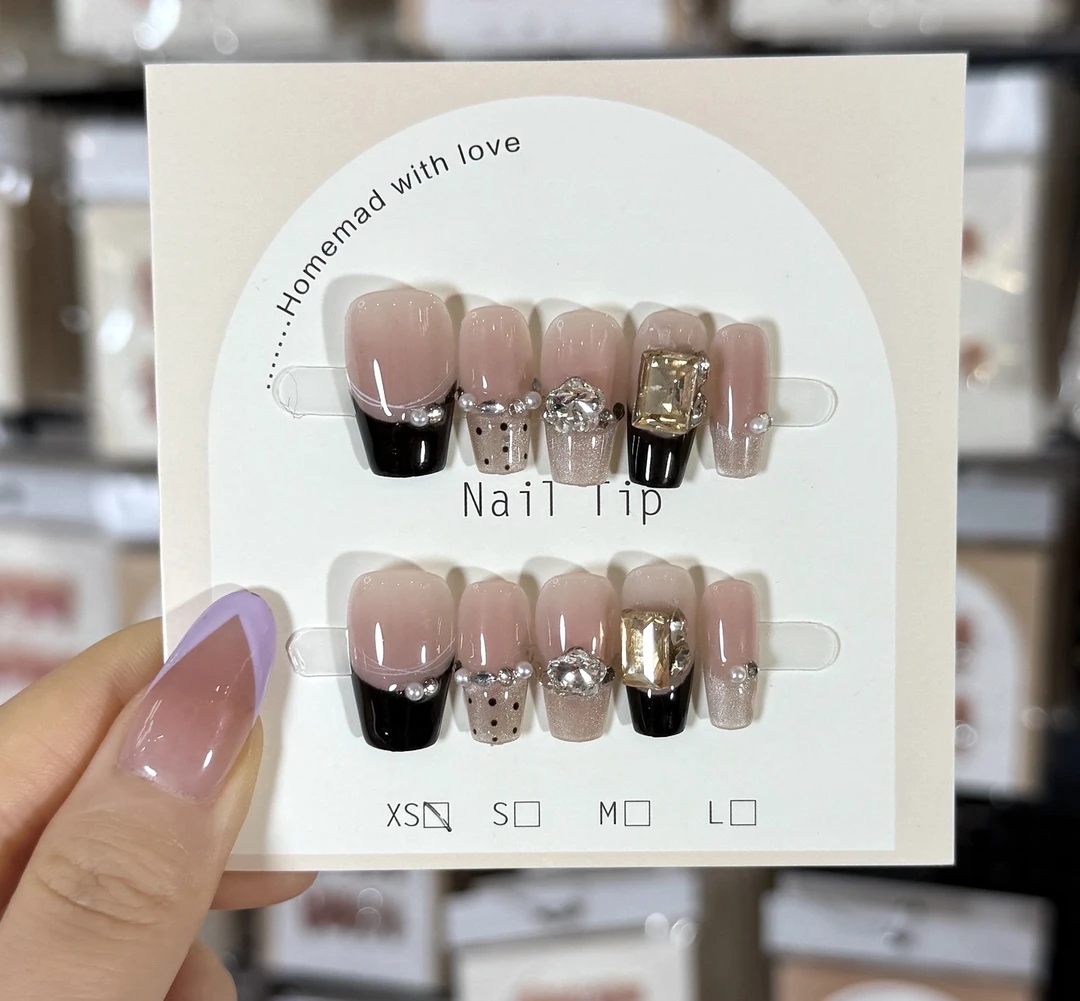 .......Homemad with love
Nail Tip
XS☒ S☐ M☐ L☐